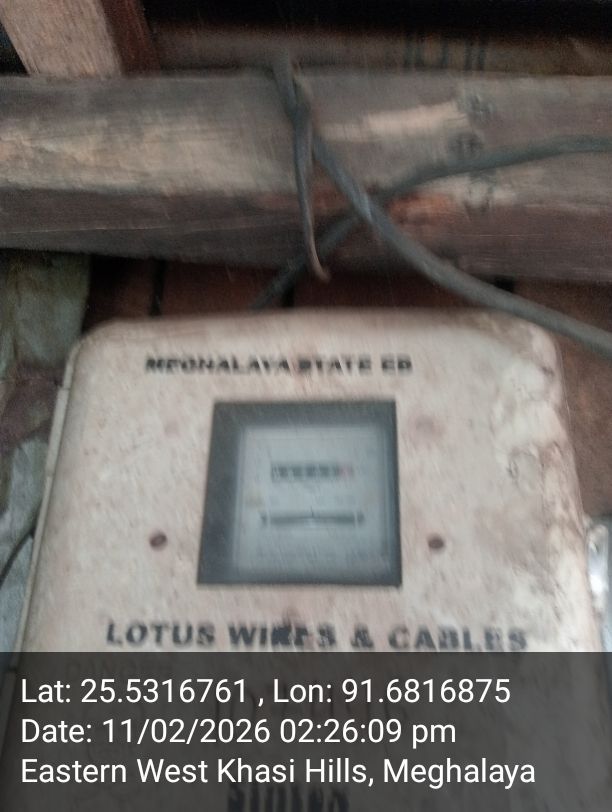 MEGHALAYA STATE EB
LOTUS WIRES & CABLES
Lat: 25.5316761 , Lon: 91.6816875
Date: 11/02/2026 02:26:09 pm
Eastern West Khasi Hills, Meghalaya